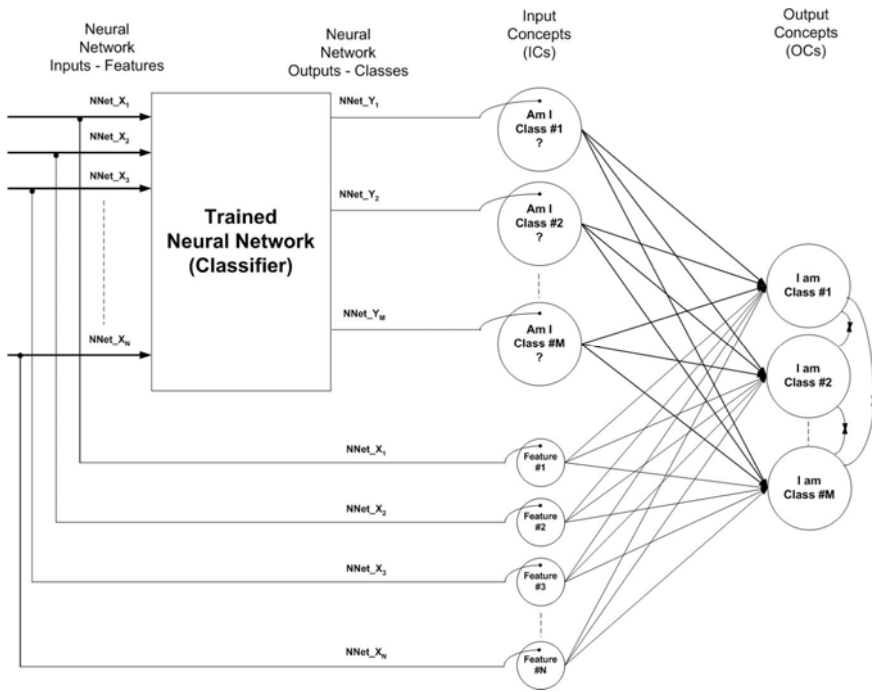 Neural
Network
Inputs - Features
Neural
Network
Outputs - Classes
Input
Concepts
(ICs)
Output
Concepts
(OCs)
NNet_X1
NNet_X2
NNet_X3
NNet_XN
Trained
Neural Network
(Classifier)
NNet_Y1
NNet_Y2
NNet_YM
Am I
Class #1
?
Am I
Class #2
?
Am I
Class #M
?
I am
Class #1
I am
Class #2
I am
Class #M
NNet_X1
Feature
#1
NNet_X2
Feature
#2
NNet_X3
Feature
#3
NNet_XN
Feature
#N